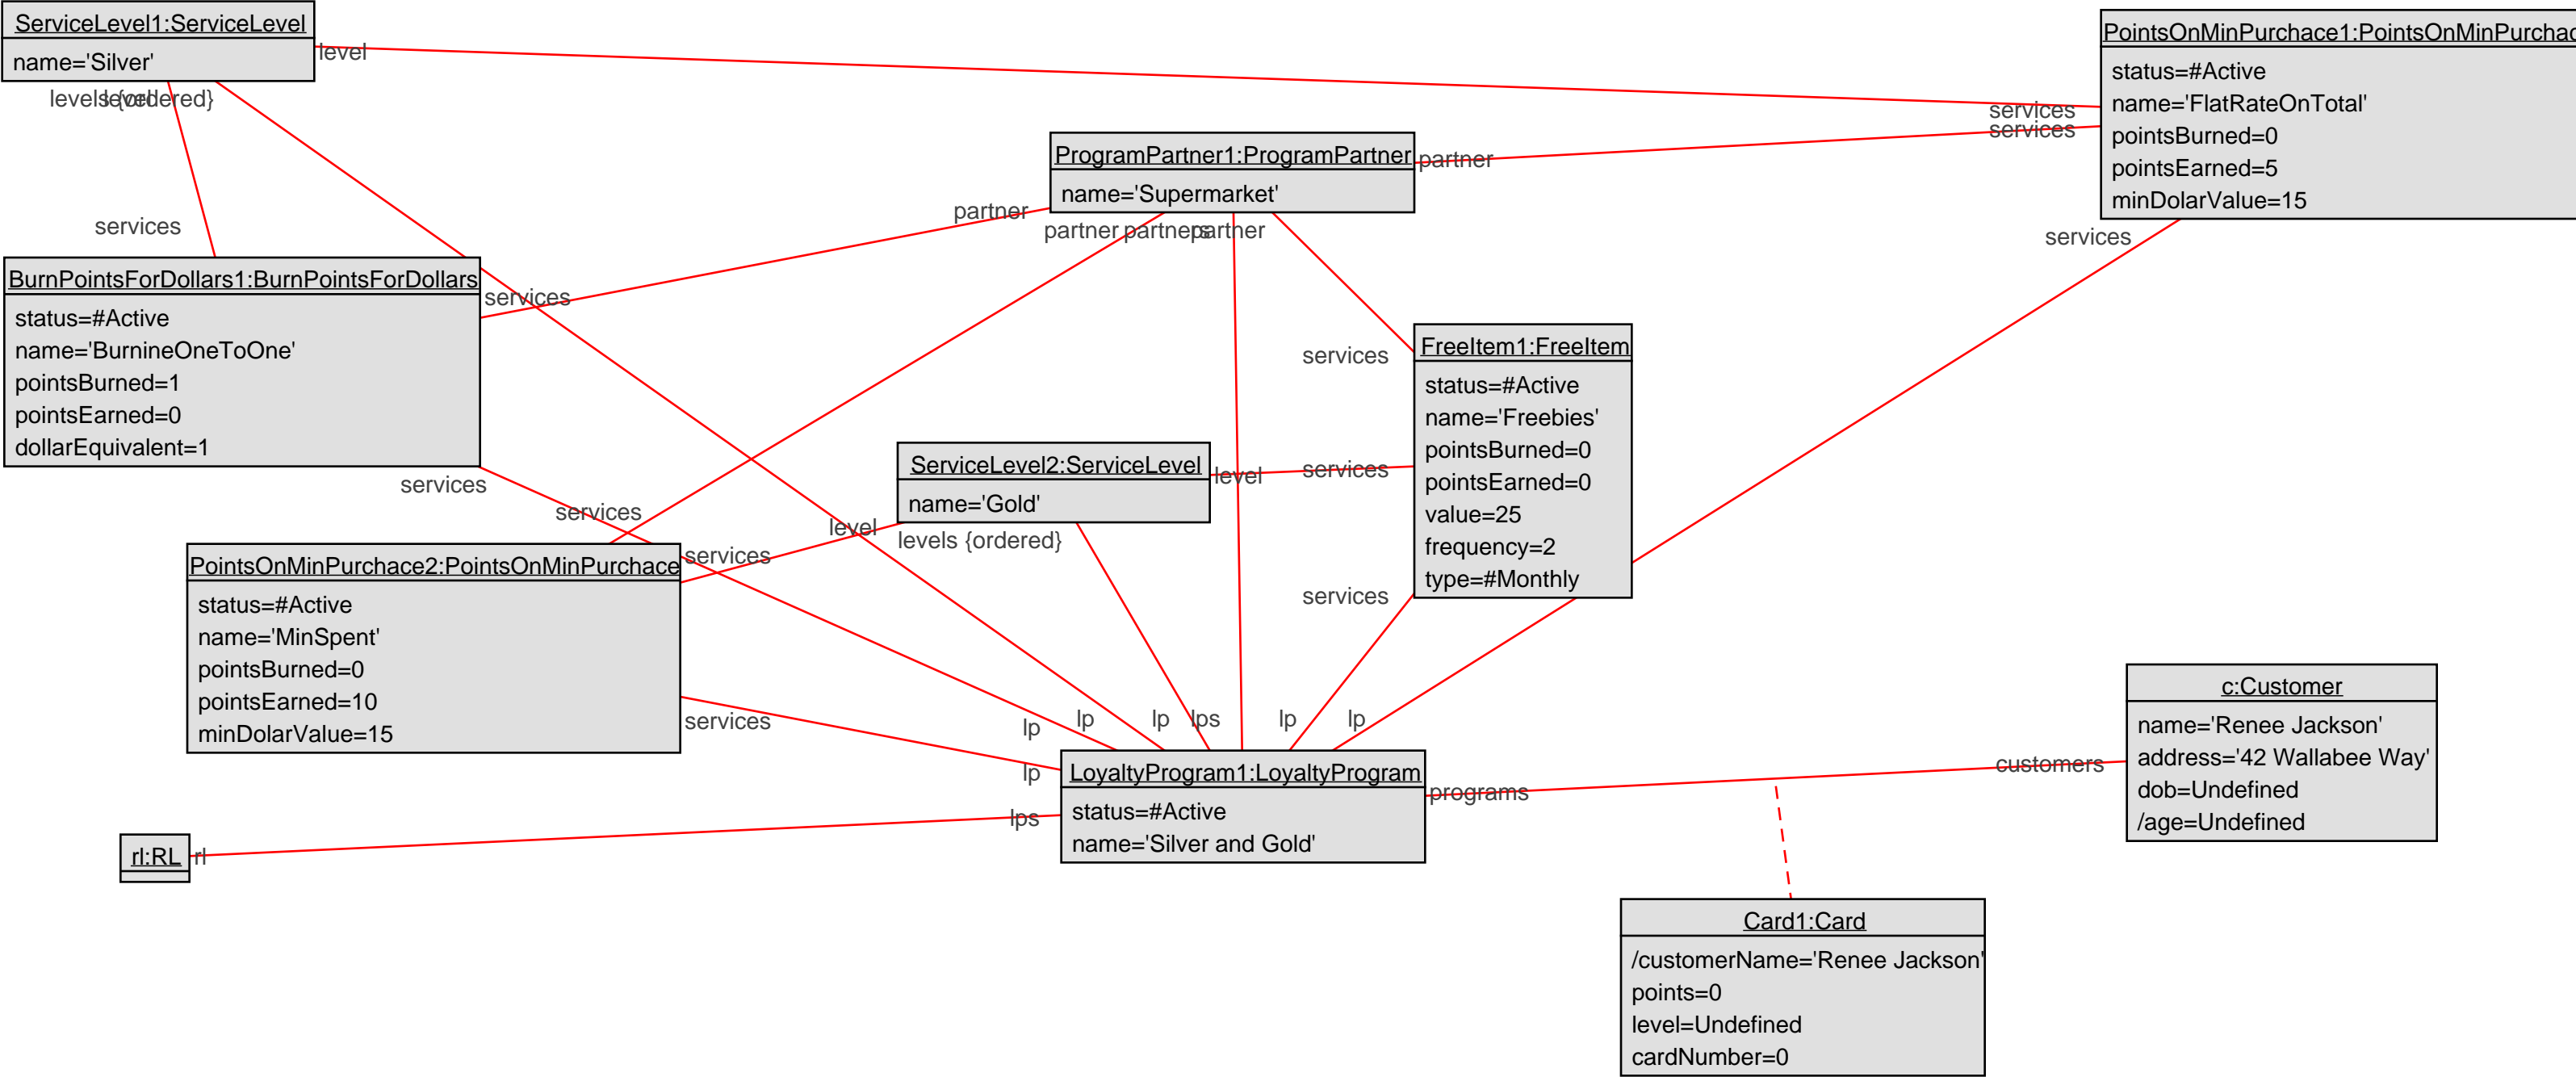 ServiceLevel1:ServiceLevel
name='Silver'
level
levels {ordered}
level
services
PointsOnMinPurchace1:PointsOnMinPurchac
status=#Active
name='FlatRateOnTotal'
pointsBurned=0
pointsEarned=5
minDolarValue=15
services
services
services
ProgramPartner1:ProgramPartner
name='Supermarket'
partner
partner
partner
partners
partner
BurnPointsForDollars1:BurnPointsForDollars
status=#Active
name='BurnineOneToOne'
pointsBurned=1
pointsEarned=0
dollarEquivalent=1
services
services
FreeItem1:FreeItem
status=#Active
name='Freebies'
pointsBurned=0
pointsEarned=0
value=25
frequency=2
type=#Monthly
services
services
services
ServiceLevel2:ServiceLevel
name='Gold'
level
level
levels {ordered}
PointsOnMinPurchace2:PointsOnMinPurchace
status=#Active
name='MinSpent'
pointsBurned=0
pointsEarned=10
minDolarValue=15
services
services
services
lp
lp
lp
lps
lp
lp
lp
lps
LoyaltyProgram1:LoyaltyProgram
status=#Active
name='Silver and Gold'
programs
customers
c:Customer
name='Renee Jackson'
address='42 Wallabee Way'
dob=Undefined
/age=Undefined
rl:RL
rl
Card1:Card
/customerName='Renee Jackson'
points=0
level=Undefined
cardNumber=0